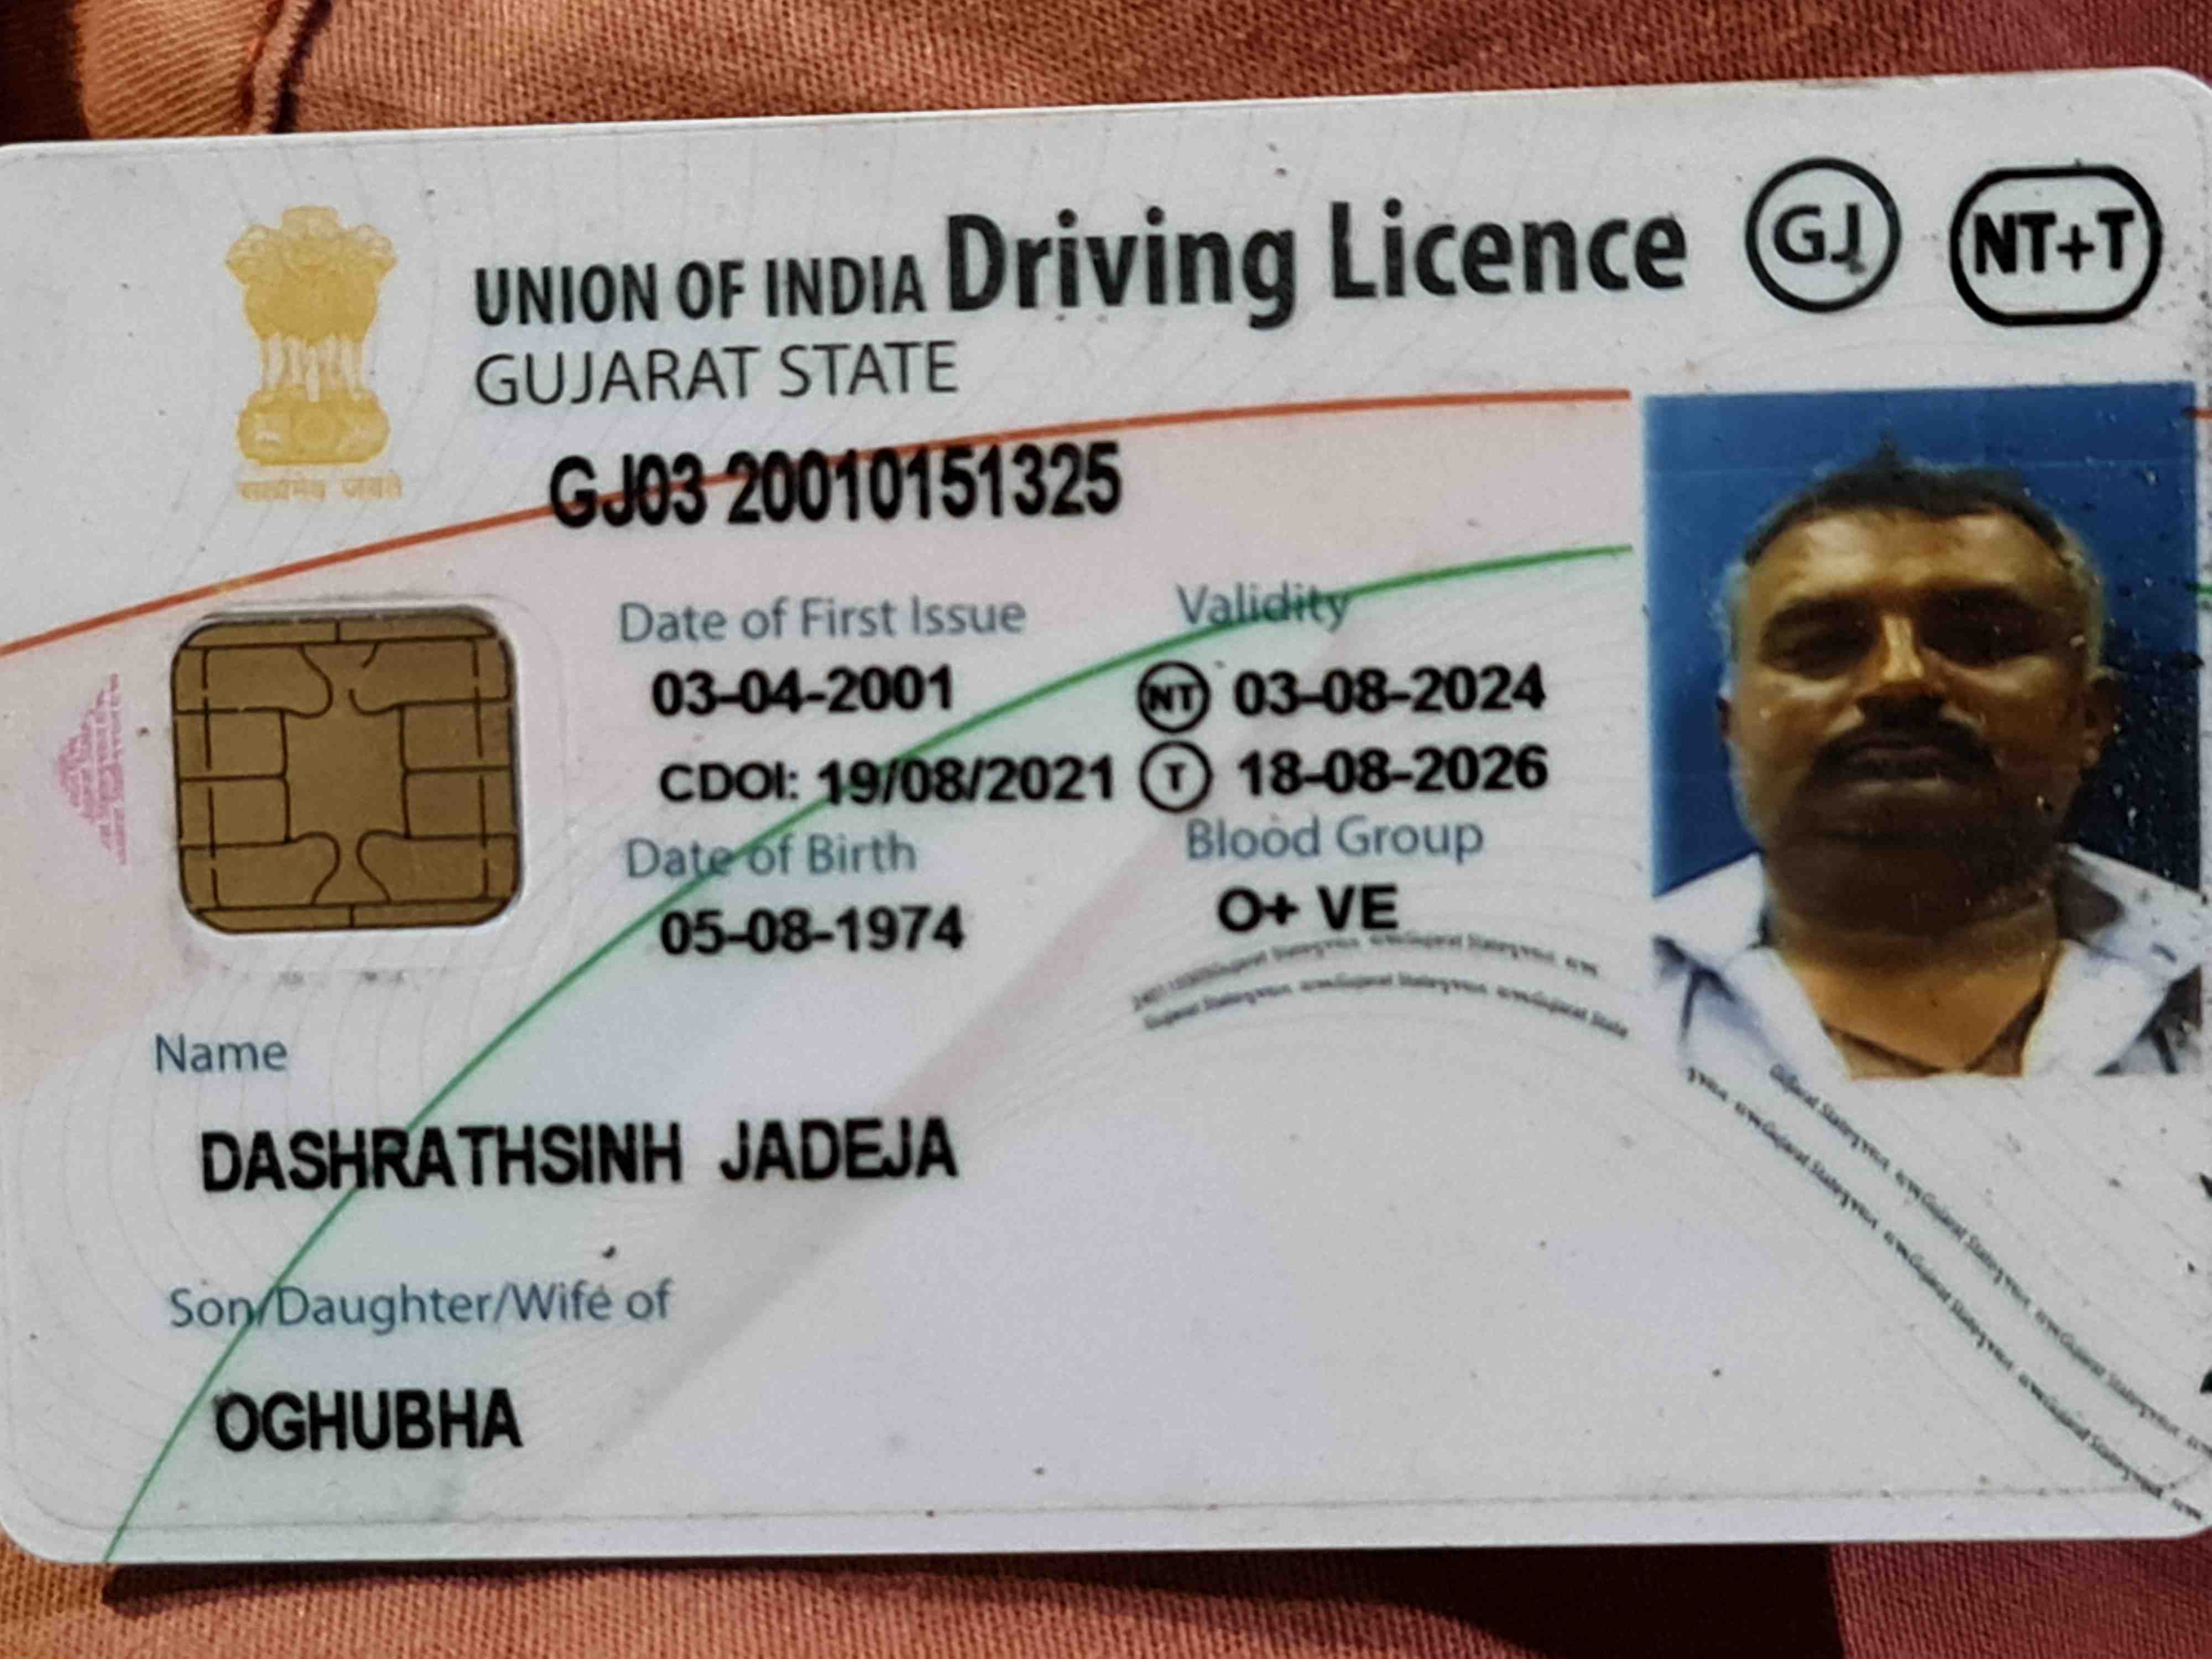 UNION OF INDIA Driving Licence GJ NT+T
GUJARAT STATE
GJ03 20010151325
Date of First Issue Validity
03-04-2001 NT 03-08-2024
CDOI: 19/08/2021 T 18-08-2026
Date of Birth Blood Group
05-08-1974 O+ VE
Name
DASHRATHSINH JADEJA
Son/Daughter/Wife of
OGHUBHA